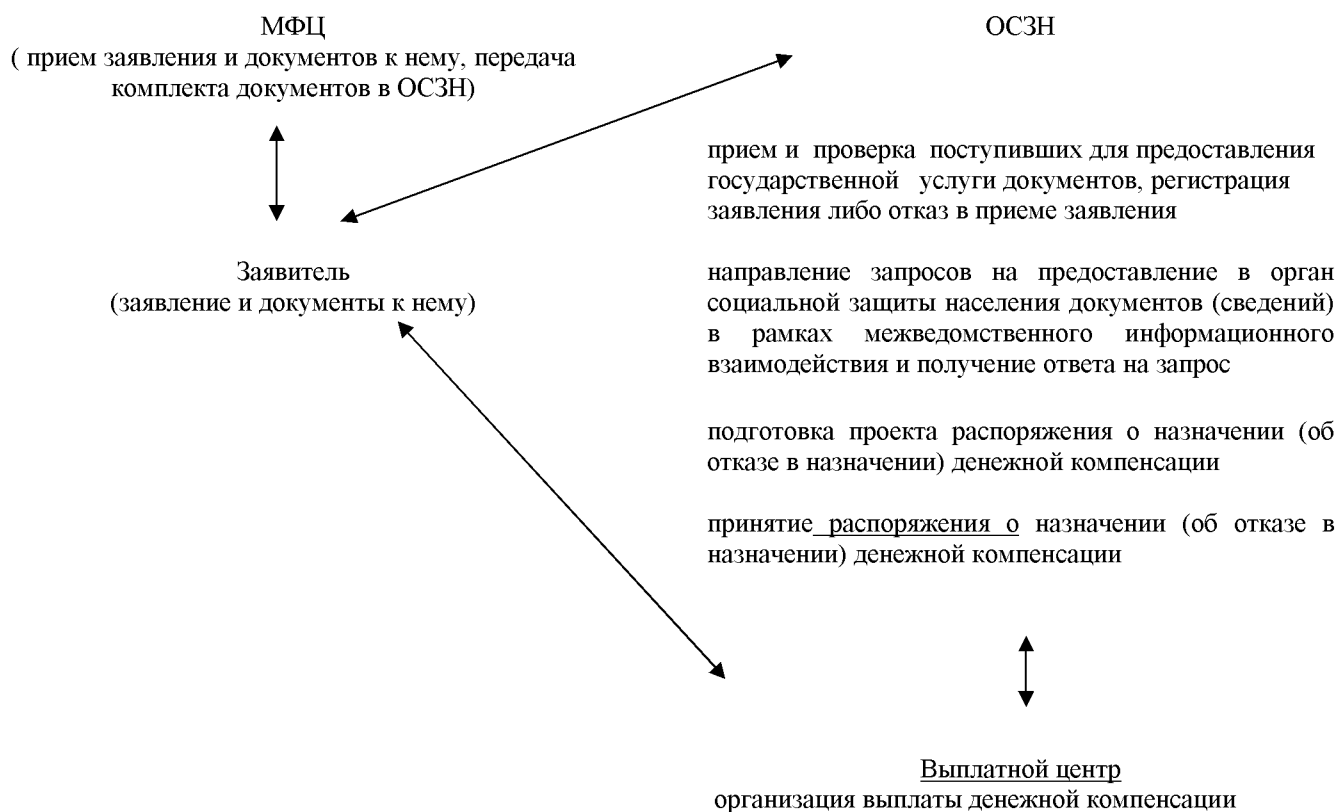 МФЦ
( прием заявления и документов к нему, передача
комплекта документов в ОСЗН)
Заявитель
(заявление и документы к нему)
ОСЗН
прием и проверка поступивших для предоставления
государственной услуги документов, регистрация
заявления либо отказ в приеме заявления
направление запросов на предоставление в орган
социальной защиты населения документов (сведений)
в рамках межведомственного информационного
взаимодействия и получение ответа на запрос
подготовка проекта распоряжения о назначении (об
отказе в назначении) денежной компенсации
принятие распоряжения о назначении (об отказе в
назначении) денежной компенсации
Выплатной центр
организация выплаты денежной компенсации